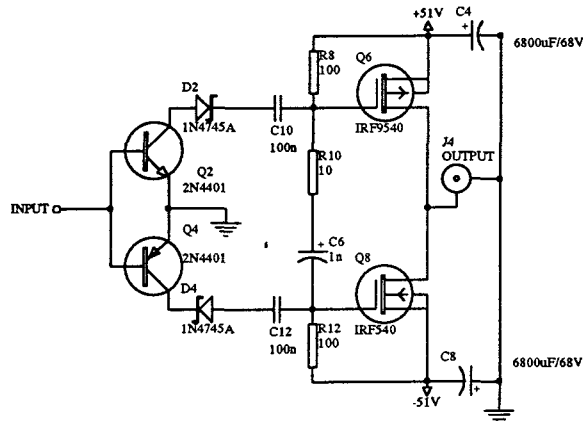 +51V
C4
6800uF/68V
R8
100
Q6
D2
1N4745A
C10
100n
IRF9540
J4
OUTPUT
R10
10
Q2
2N4401
INPUT
Q4
2N4401
C6
1n
Q8
D4
1N4745A
C12
100n
R12
100
IRF540
C8
6800uF/68V
-51V